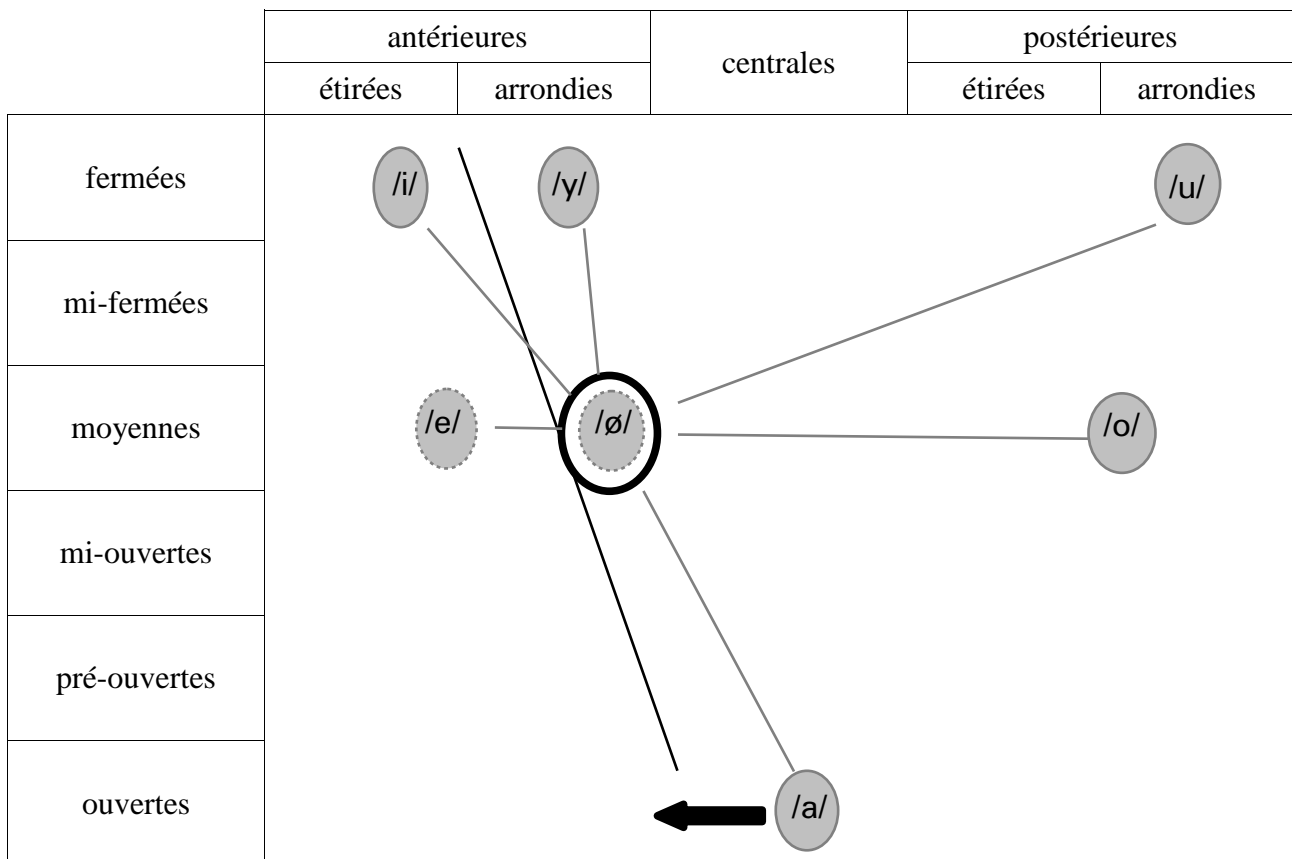 antérieures centrales postérieures
étirées arrondies étirées arrondies
fermées /i/ /y/ /u/
mi-fermées
moyennes /e/ /ø/ /o/
mi-ouvertes
pré-ouvertes
ouvertes /a/